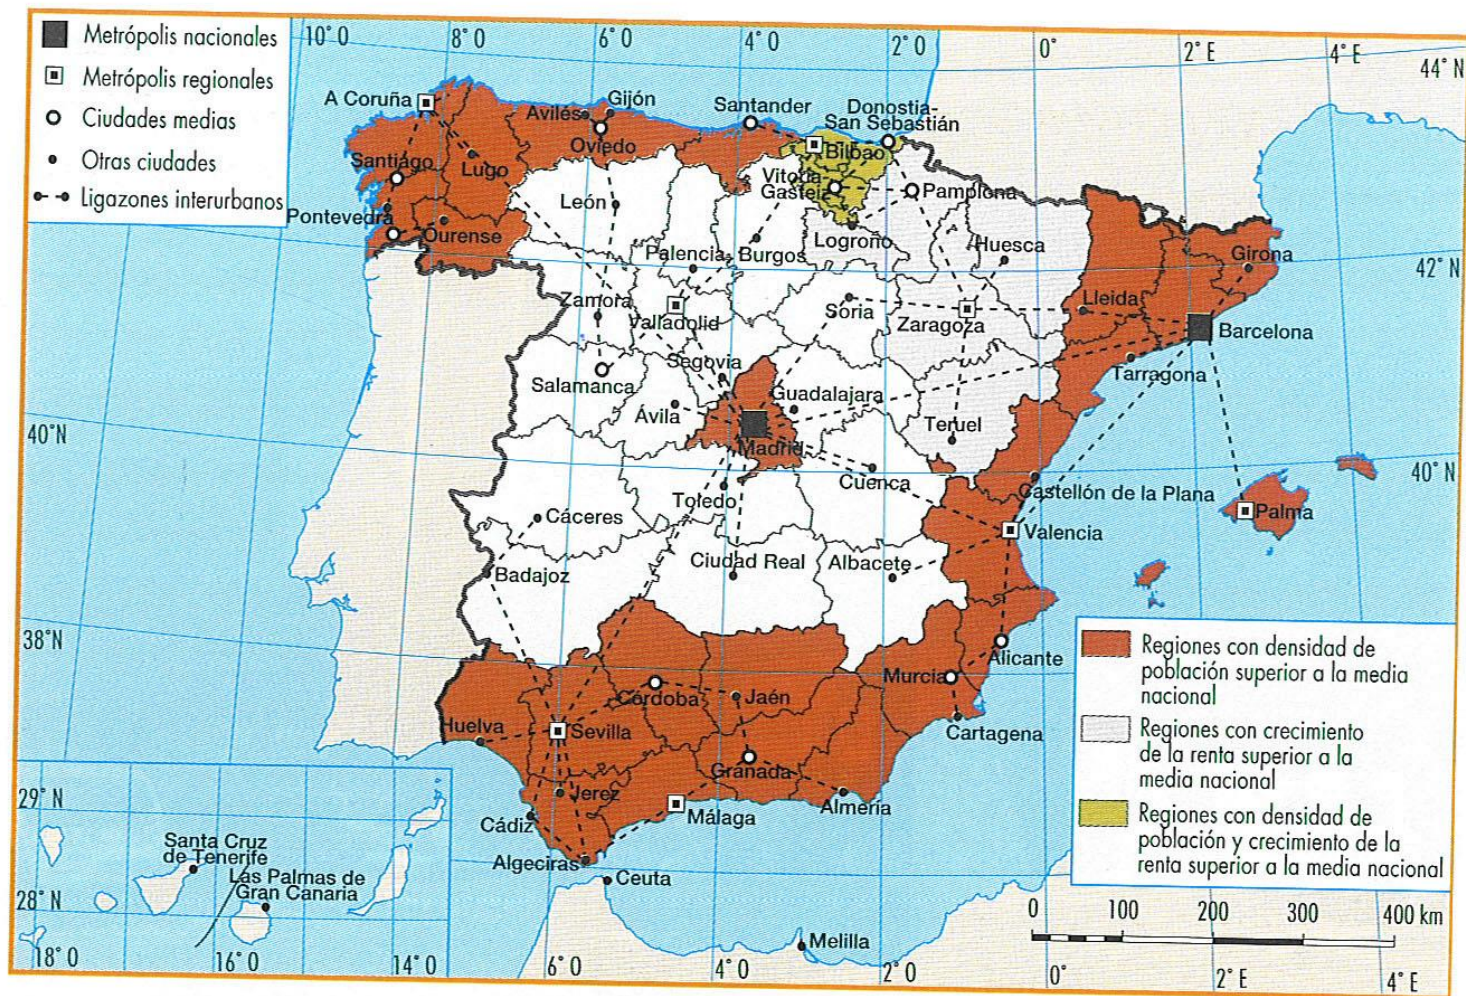 Metrópolis nacionales
Metrópolis regionales
Ciudades medias
Otras ciudades
Ligazones interurbanos
10° O
8° O
6° O
4° O
2° O
0°
2° E
4° E
44° N
A Coruña
Avilés
Gijón
Santander
Donostia-
San Sebastián
Oviedo
Bilbao
Santiago
Lugo
Vitoria
Gasteiz
Pamplona
León
Pontevedra
Ourense
Logroño
Huesca
Girona
Palencia
Burgos
42° N
Zamora
Valladolid
Soria
Zaragoza
Lleida
Barcelona
Segovia
Tarragona
Salamanca
Guadalajara
Ávila
Teruel
40°N
Madrid
40° N
Toledo
Cuenca
Castellón de la Plana
Cáceres
Palma
Valencia
Badajoz
Ciudad Real
Albacete
38°N
Alicante
Murcia
Córdoba
Jaén
Huelva
Sevilla
Cartagena
Granada
Jerez
Almería
Cádiz
Málaga
Algeciras
Ceuta
Melilla
Regiones con densidad de
población superior a la media
nacional
Regiones con crecimiento
de la renta superior a la
media nacional
Regiones con densidad de
población y crecimiento de la
renta superior a la media nacional
29° N
Santa Cruz
de Tenerife
Las Palmas de
Gran Canaria
28° N
0
100
200
300
400 km
18° O
16° O
14° O
6° O
4° O
2° O
0°
2° E
4° E